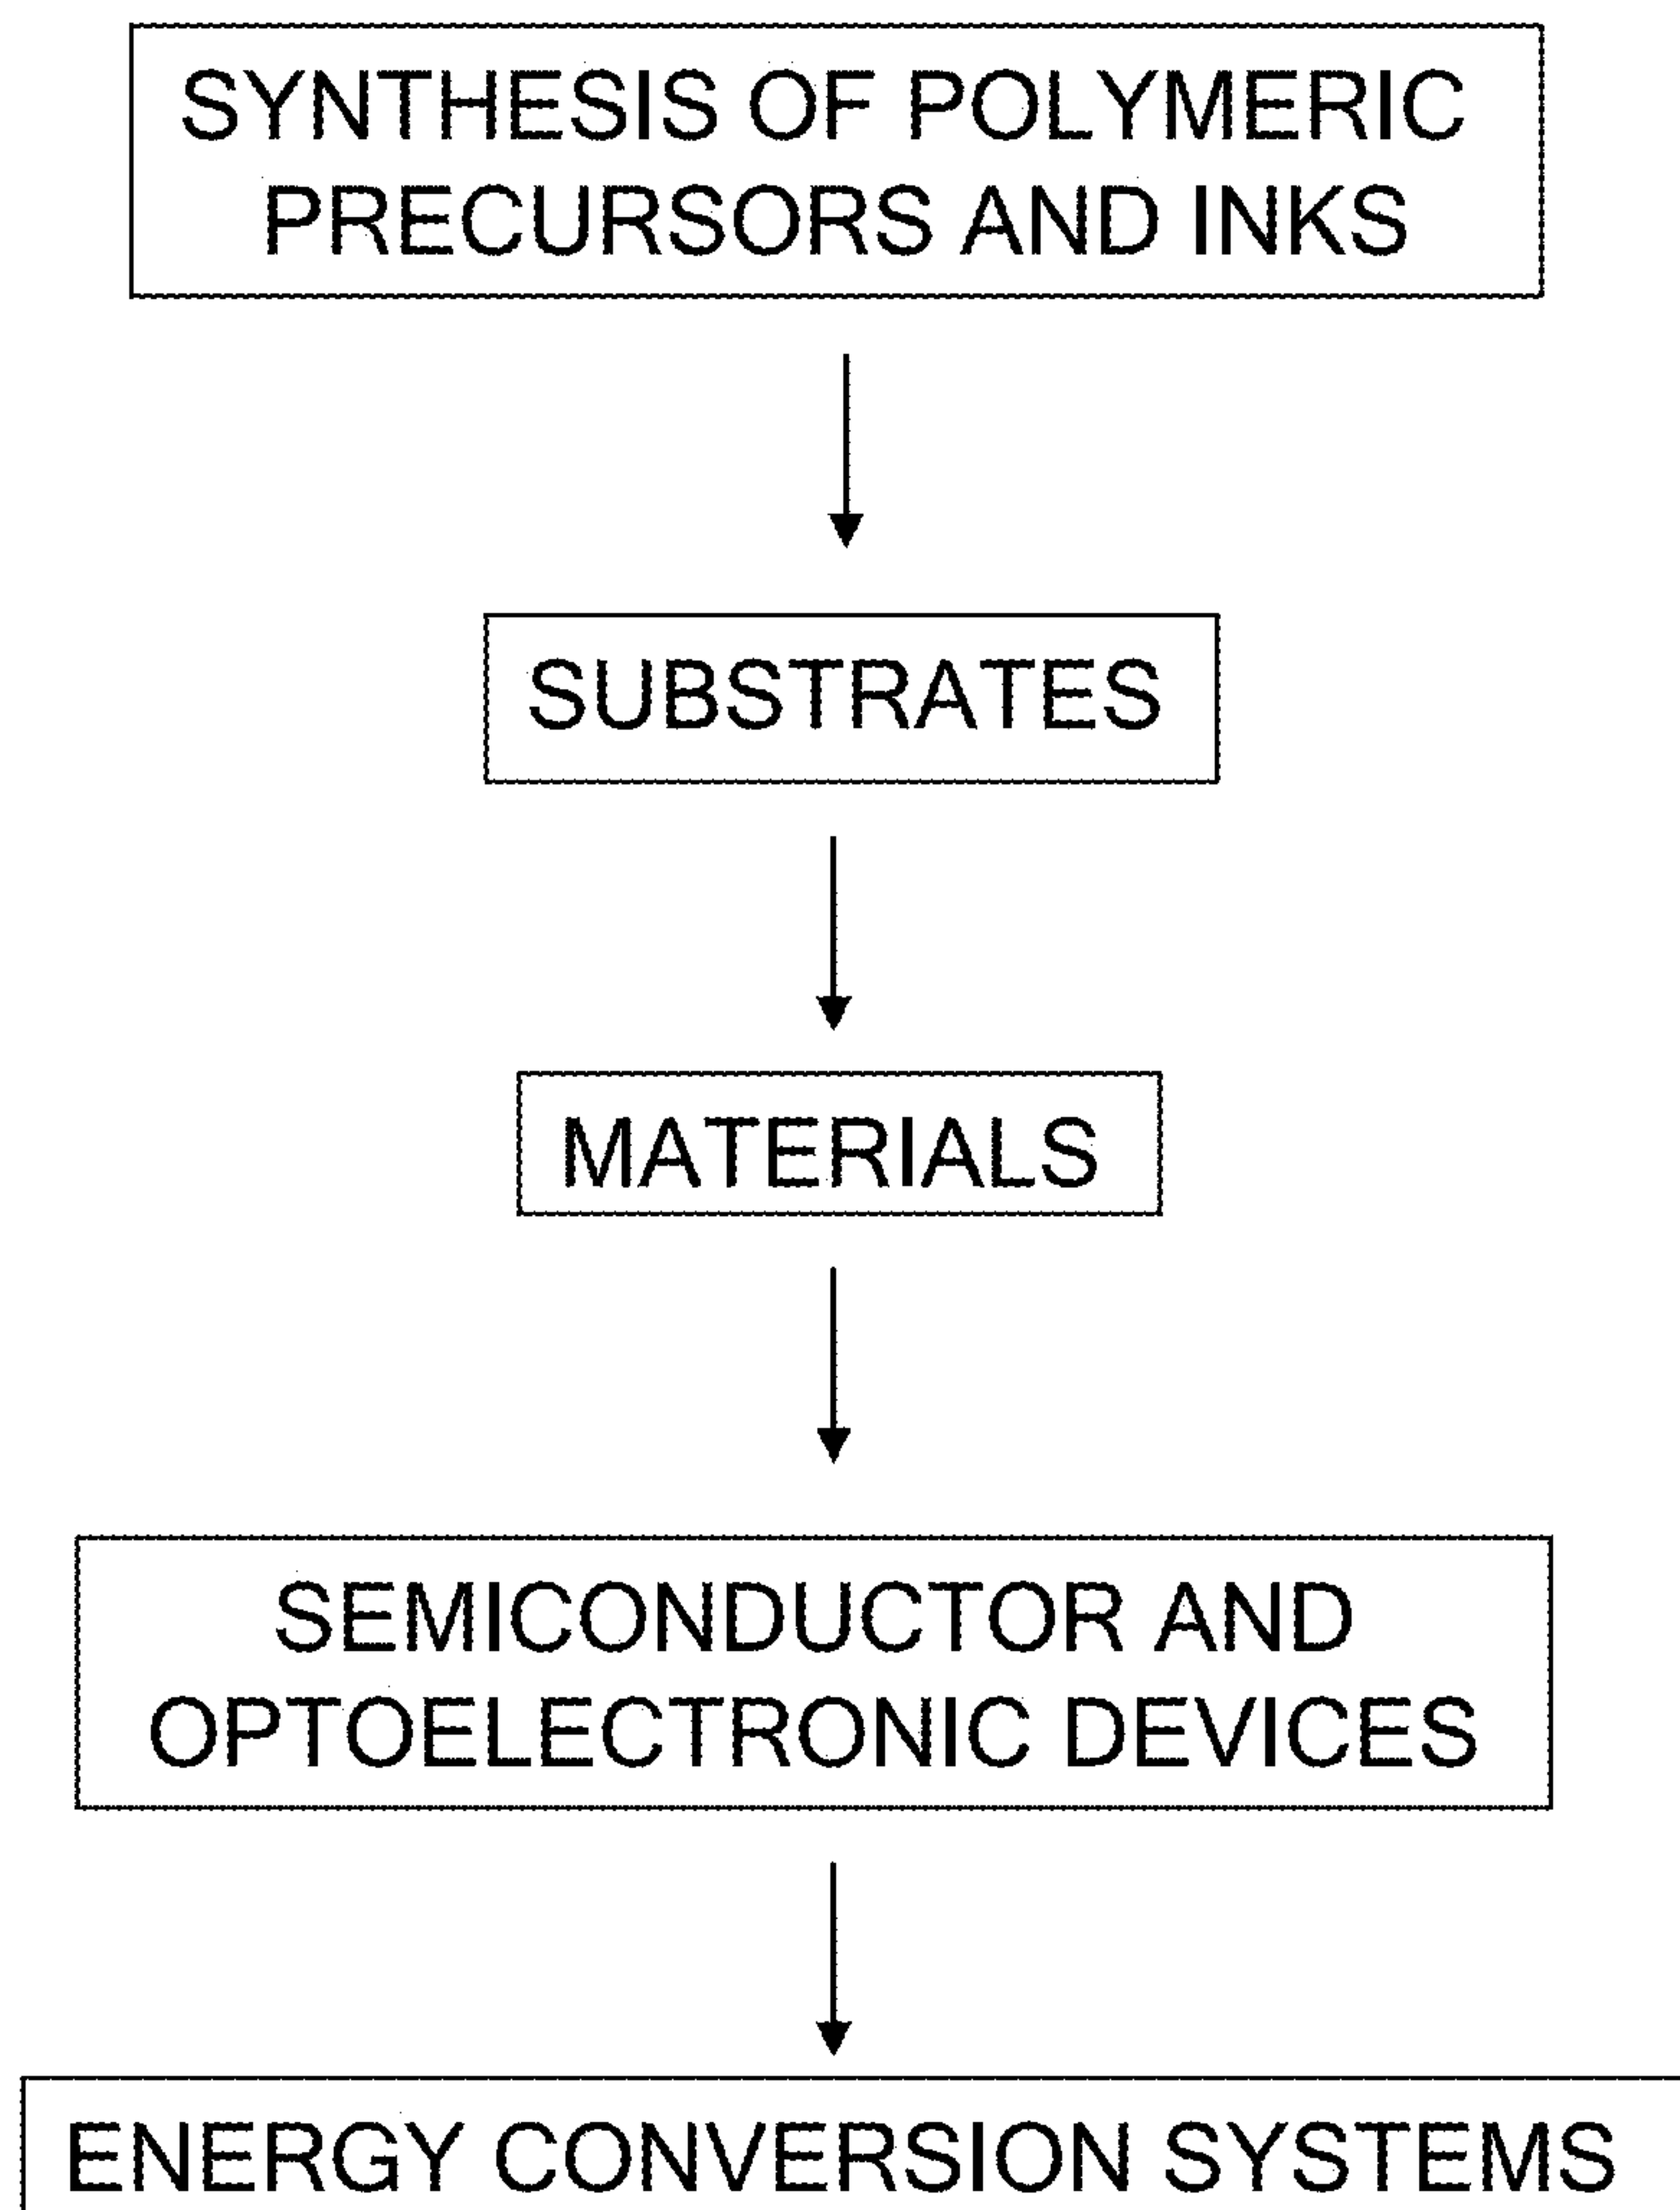 SYNTHESIS OF POLYMERIC
PRECURSORS AND INKS
SUBSTRATES
MATERIALS
SEMICONDUCTOR AND
OPTOELECTRONIC DEVICES
ENERGY CONVERSION SYSTEMS